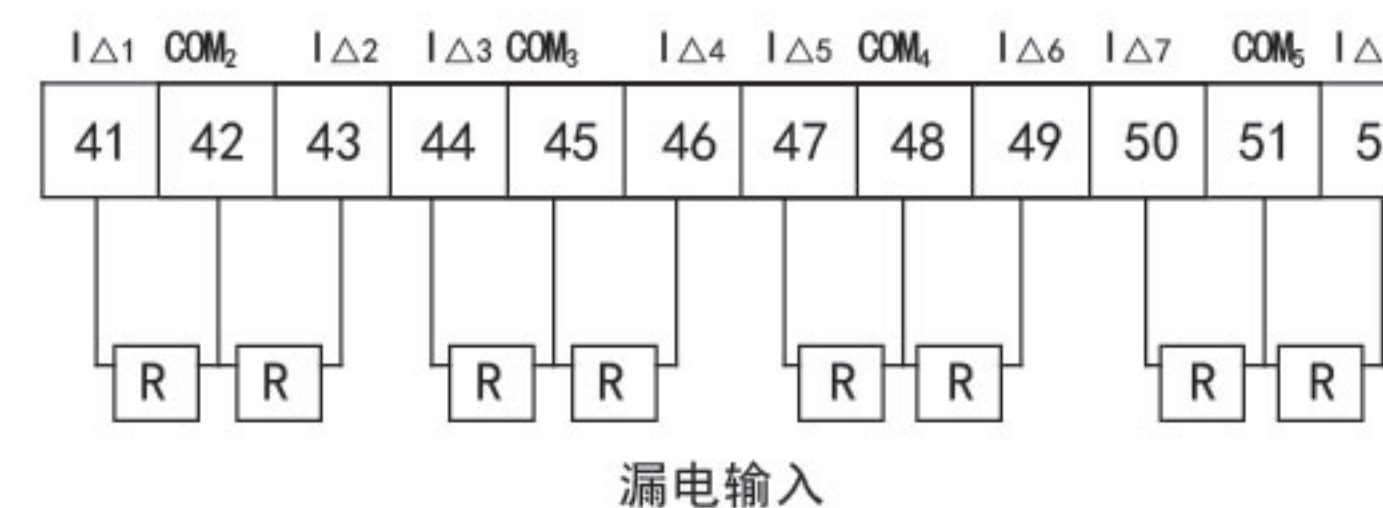 I△1 COM₂ I△2 I△3 COM₃ I△4 I△5 COM₄ I△6 I△7 COM₅ I△
41 42 43 44 45 46 47 48 49 50 51 5
R R R R R R R R
漏电输入